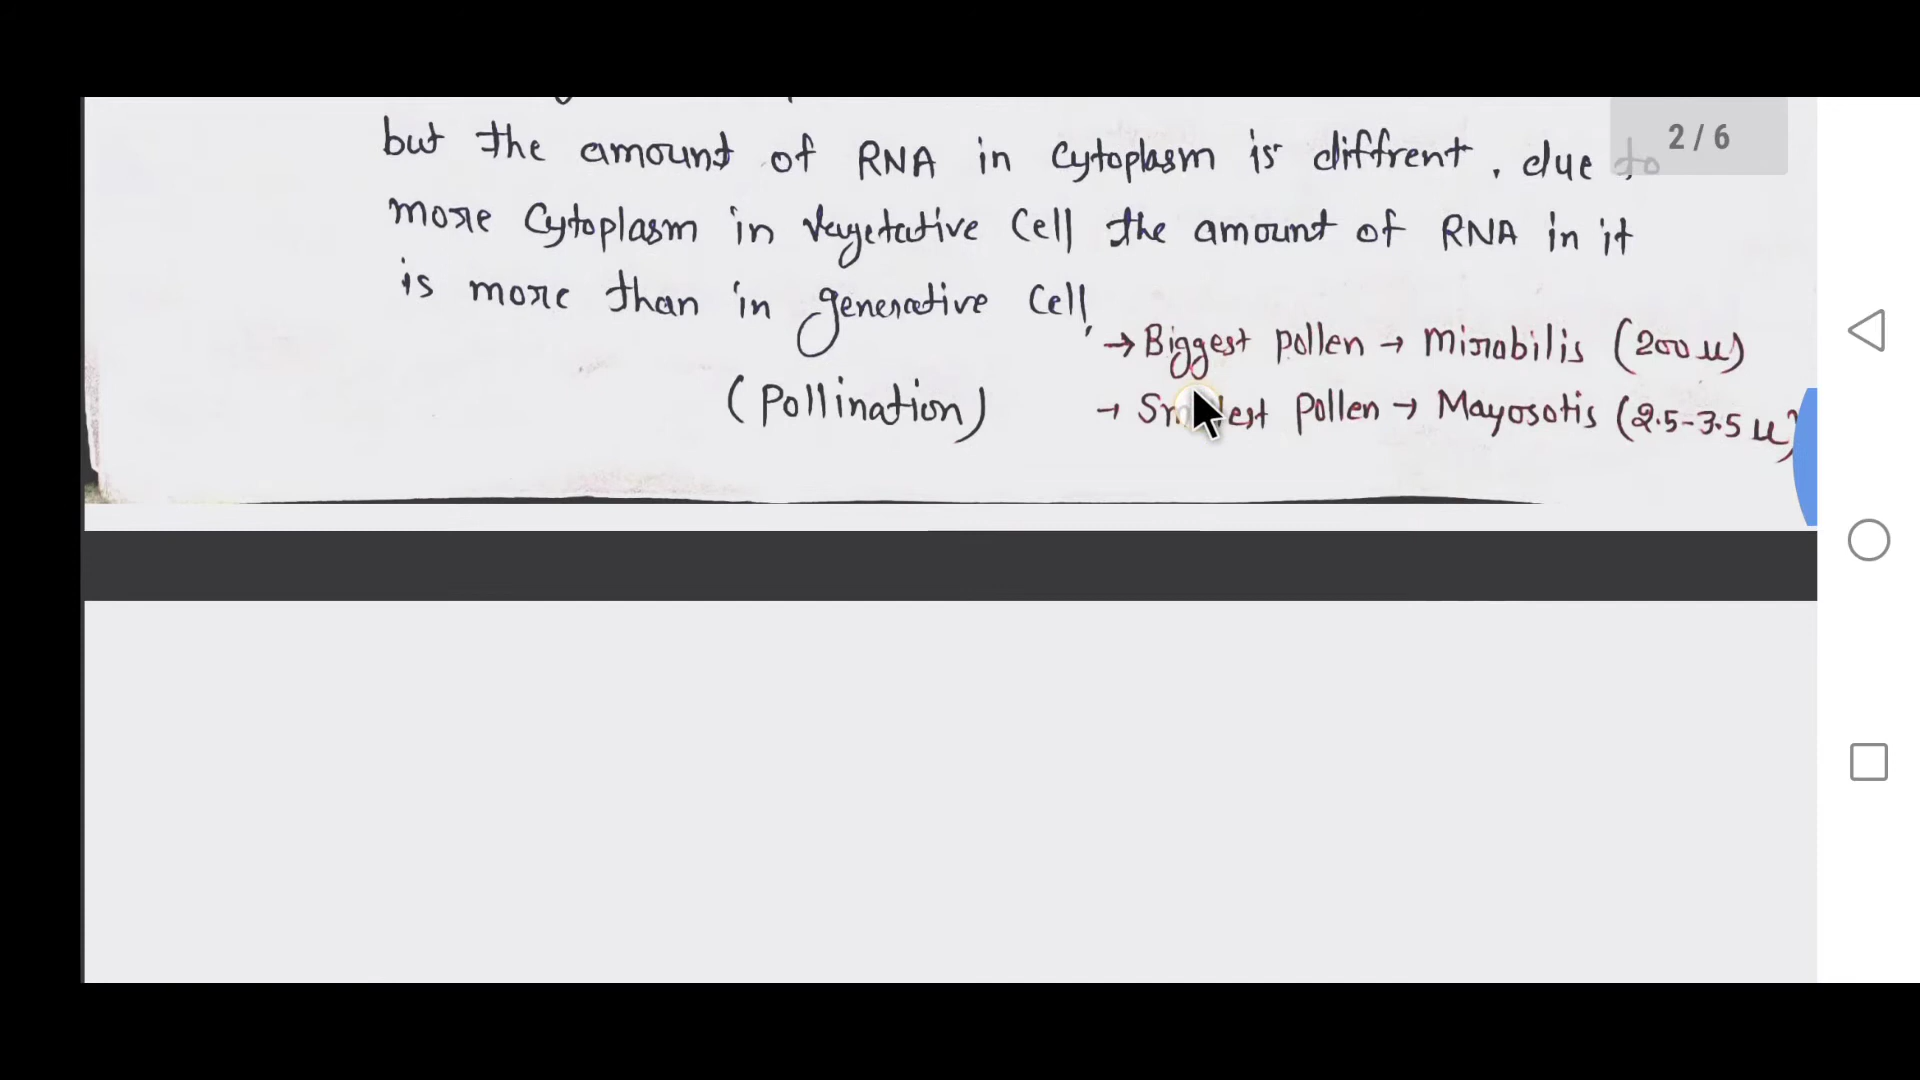 2 / 6
but the amount of RNA in Cytoplasm is diffrent. due to
more Cytoplasm in vegetative Cell the amount of RNA in it
is more than in generative Cell,
→ Biggest pollen → Mirabilis (200 u)
(Pollination)
→ pollen → Mayosotis (2.5-3.5 u)